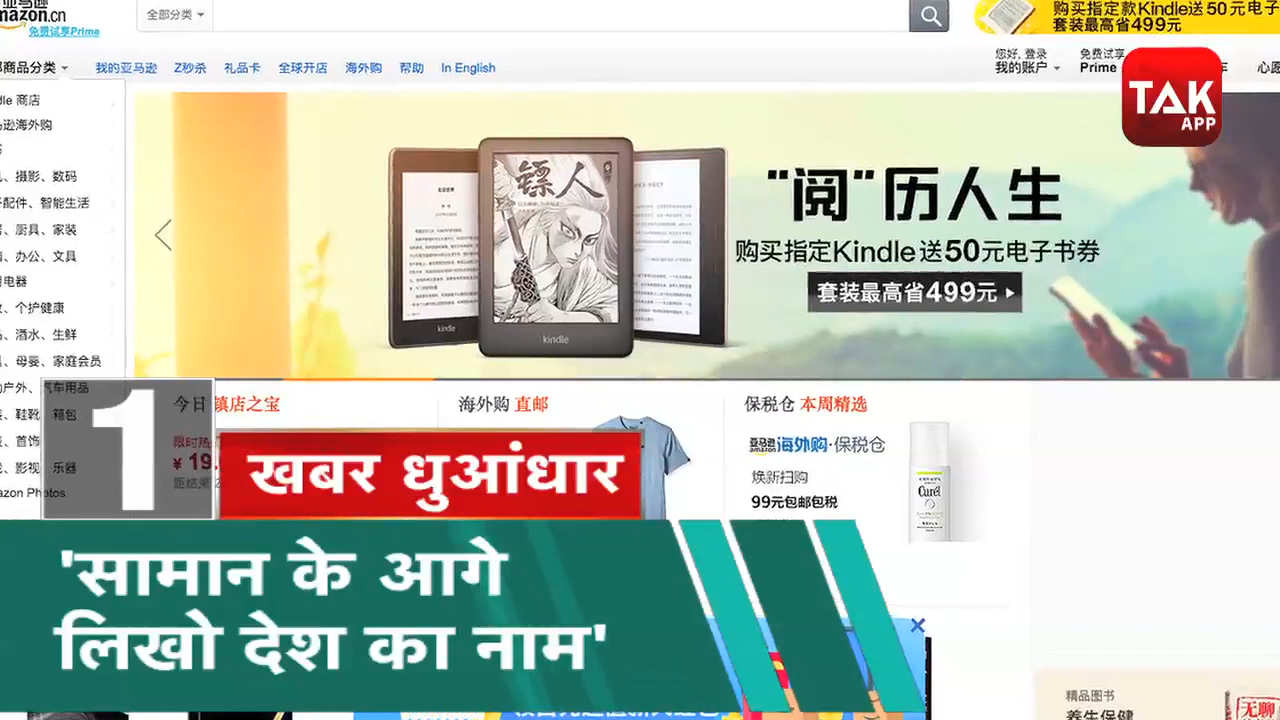 amazon.cn
免费试享Prime
全部分类
购买指定款Kindle送50元电子
套装最高省499元
商品分类
我的亚马逊 Z秒杀 礼品卡 全球开店 海外购 帮助 In English
您好, 登录
我的账户
免费试享
Prime
心愿
TAK
APP
商店
海外购
、摄影、数码
配件、智能生活
、厨具、家装
、办公、文具
电器
、个护健康
、酒水、生鲜
、母婴、家庭会员
户外、汽车用品
、鞋靴 箱包
、首饰
、影视 乐器
Photos
镖人
kindle
kindle
"阅"历人生
购买指定Kindle送50元电子书券
套装最高省499元
今日 镇店之宝
限时热
¥ 19
海外购 直邮
保税仓 本周精选
亚马逊
amazon 海外购·保税仓
焕新扫购
99元包邮包税
Curél
1
खबर धुआंधार
'सामान के आगे
लिखो देश का नाम'
精品图书
养生保健
无聊